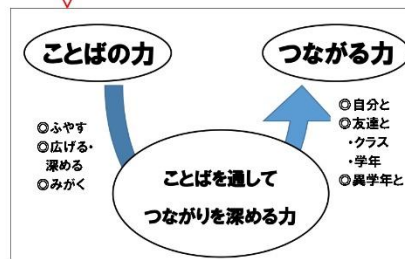 ことばの力
つながる力
◎ふやす
◎広げる・
深める
◎みがく
◎自分と
◎友達と
・クラス
・学年
◎異学年と
ことばを通して
つながりを深める力